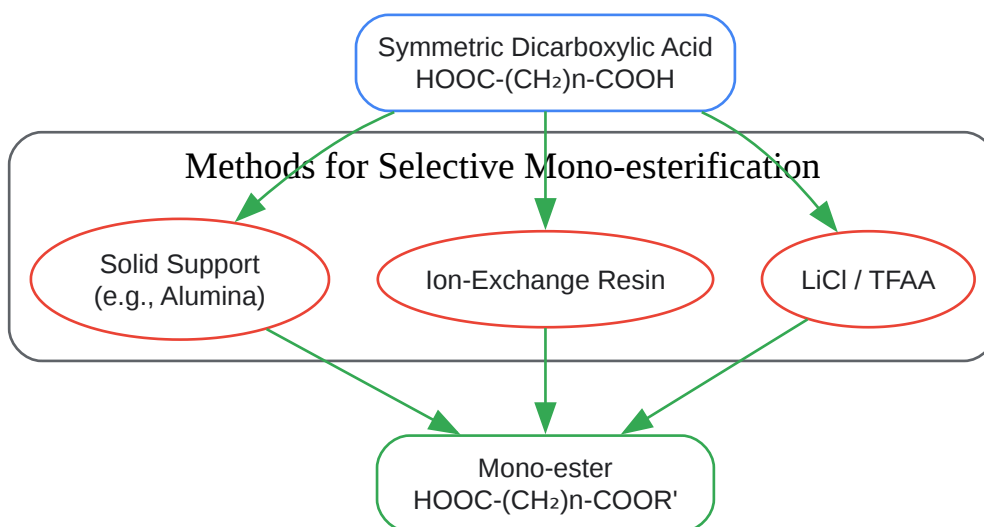 Symmetric Dicarboxylic Acid
HOOC-(CH₂)n-COOH
Methods for Selective Mono-esterification
Solid Support
(e.g., Alumina)
Ion-Exchange Resin
LiCl / TFAA
Mono-ester
HOOC-(CH₂)n-COOR'